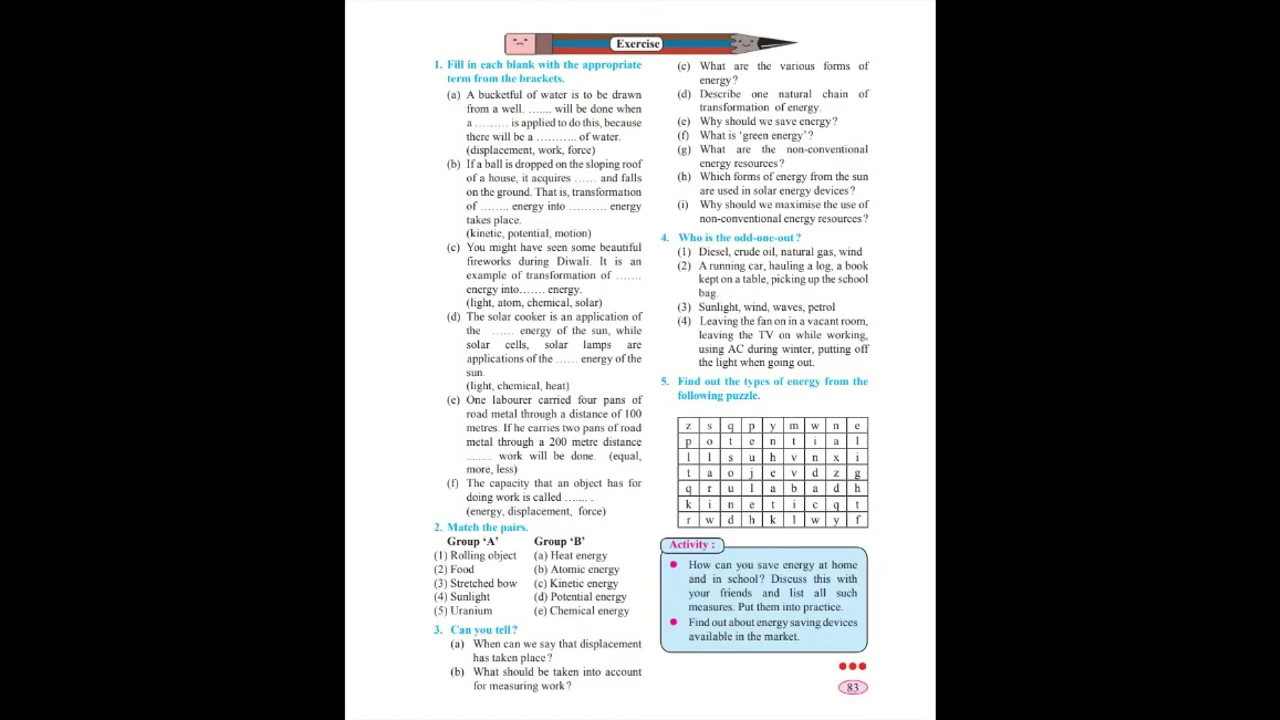 Exercise
1. Fill in each blank with the appropriate
term from the brackets.
(a) A bucketful of water is to be drawn
from a well. ....... will be done when
a ......... is applied to do this, because
there will be a ........... of water.
(displacement, work, force)
(b) If a ball is dropped on the sloping roof
of a house, it acquires ...... and falls
on the ground. That is, transformation
of ........ energy into .......... energy
takes place.
(kinetic, potential, motion)
(c) You might have seen some beautiful
fireworks during Diwali. It is an
example of transformation of .......
energy into....... energy.
(light, atom, chemical, solar)
(d) The solar cooker is an application of
the ...... energy of the sun, while
solar cells, solar lamps are
applications of the ...... energy of the
sun.
(light, chemical, heat)
(e) One labourer carried four pans of
road metal through a distance of 100
metres. If he carries two pans of road
metal through a 200 metre distance
......... work will be done. (equal,
more, less)
(f) The capacity that an object has for
doing work is called ....... .
(energy, displacement, force)
2. Match the pairs.
Group ‘A’ Group ‘B’
(1) Rolling object (a) Heat energy
(2) Food (b) Atomic energy
(3) Stretched bow (c) Kinetic energy
(4) Sunlight (d) Potential energy
(5) Uranium (e) Chemical energy
3. Can you tell?
(a) When can we say that displacement
has taken place?
(b) What should be taken into account
for measuring work?
(c) What are the various forms of
energy?
(d) Describe one natural chain of
transformation of energy.
(e) Why should we save energy?
(f) What is ‘green energy’?
(g) What are the non-conventional
energy resources?
(h) Which forms of energy from the sun
are used in solar energy devices?
(i) Why should we maximise the use of
non-conventional energy resources?
4. Who is the odd-one-out?
(1) Diesel, crude oil, natural gas, wind
(2) A running car, hauling a log, a book
kept on a table, picking up the school
bag.
(3) Sunlight, wind, waves, petrol
(4) Leaving the fan on in a vacant room,
leaving the TV on while working,
using AC during winter, putting off
the light when going out.
5. Find out the types of energy from the
following puzzle.
z s q p y m w n e
p o t e n t i a l
l l s u h v n x i
t a o j e v d z g
q r u l a b a d h
k i n e t i c q t
r w d h k l w y f
Activity :
How can you save energy at home
and in school? Discuss this with
your friends and list all such
measures. Put them into practice.
Find out about energy saving devices
available in the market.
83